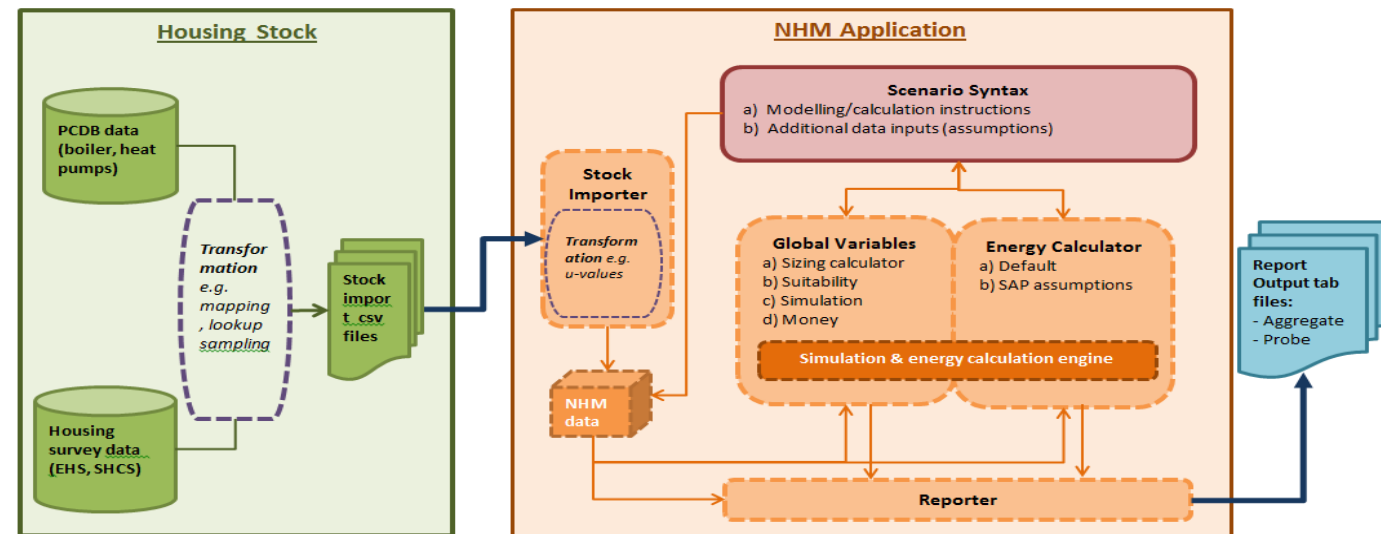 Housing Stock
PCDB data
(boiler, heat
pumps)
Transfor
mation
e.g.
mapping
, lookup
sampling
Stock
impor
t csv
files
Housing
survey data
(EHS, SHCS)
NHM Application
Scenario Syntax
a) Modelling/calculation instructions
b) Additional data inputs (assumptions)
Stock
Importer
Transform
ation e.g.
u-values
NHM
data
Global Variables
a) Sizing calculator
b) Suitability
c) Simulation
d) Money
Energy Calculator
a) Default
b) SAP assumptions
Simulation & energy calculation engine
Reporter
Report
Output tab
files:
- Aggregate
- Probe